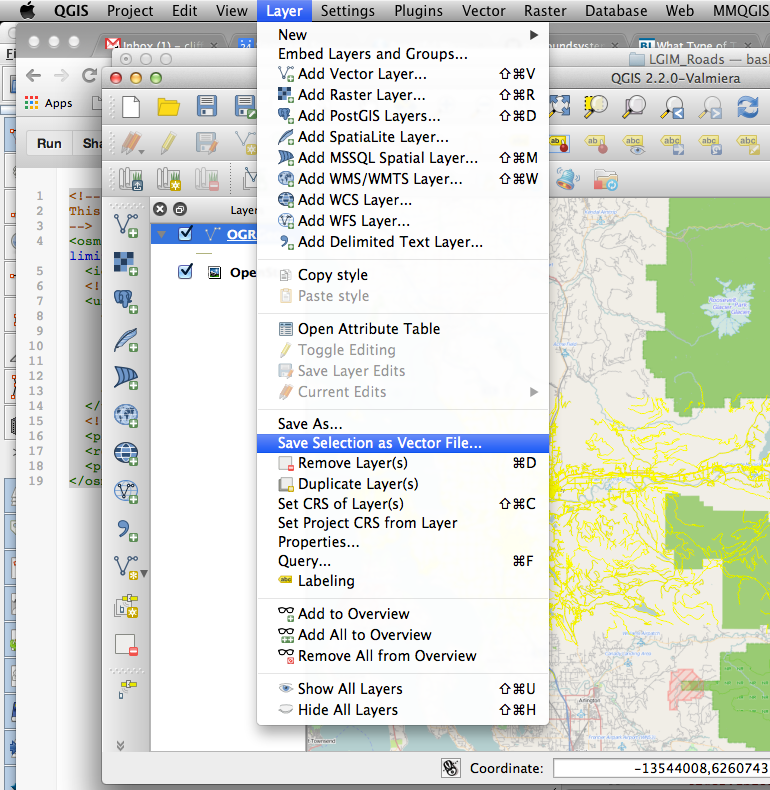 QGIS Project Edit View Layer Settings Plugins Vector Raster Database Web MMQGIS
Inbox (1) – cli
24
oundsystem
What Type of
LGIM_Roads — bas
QGIS 2.2.0-Valmiera
Apps
Run
Layer
OGR
Ope
1 <!--
2 This
3 -->
4 <osm
limi
5 <i
6 <!
7 <u
8
9
10
11
12
13
14 </
15 <!
16 <p
17 <r
18 <p
19 </os
New
Embed Layers and Groups...
Add Vector Layer... ⇧⌘V
Add Raster Layer... ⇧⌘R
Add PostGIS Layers... ⇧⌘D
Add SpatiaLite Layer...
Add MSSQL Spatial Layer... ⇧⌘M
Add WMS/WMTS Layer... ⇧⌘W
Add WCS Layer...
Add WFS Layer...
Add Delimited Text Layer...
Copy style
Paste style
Open Attribute Table
Toggle Editing
Save Layer Edits
Current Edits
Save As...
Save Selection as Vector File...
Remove Layer(s) ⌘D
Duplicate Layer(s)
Set CRS of Layer(s) ⇧⌘C
Set Project CRS from Layer
Properties...
Query... ⌘F
Labeling
Add to Overview
Add All to Overview
Remove All from Overview
Show All Layers ⇧⌘U
Hide All Layers ⇧⌘H
Arlington
Townsend
Coordinate: -13544008,6260743